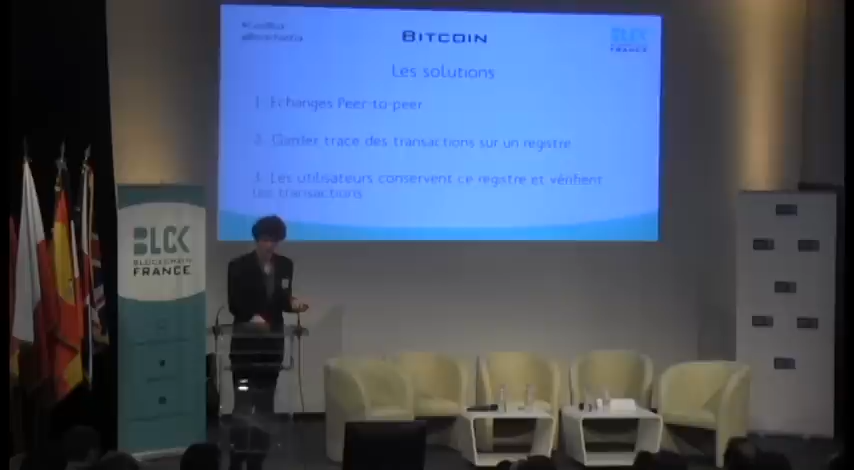 BITCOIN
FRANCE
Les solutions
1. Echanges Peer-to-peer
2. Garder trace des transactions sur un registre
3. Les utilisateurs conservent ce registre et vérifient
les transactions
BLCK
BLOCKCHAIN
FRANCE